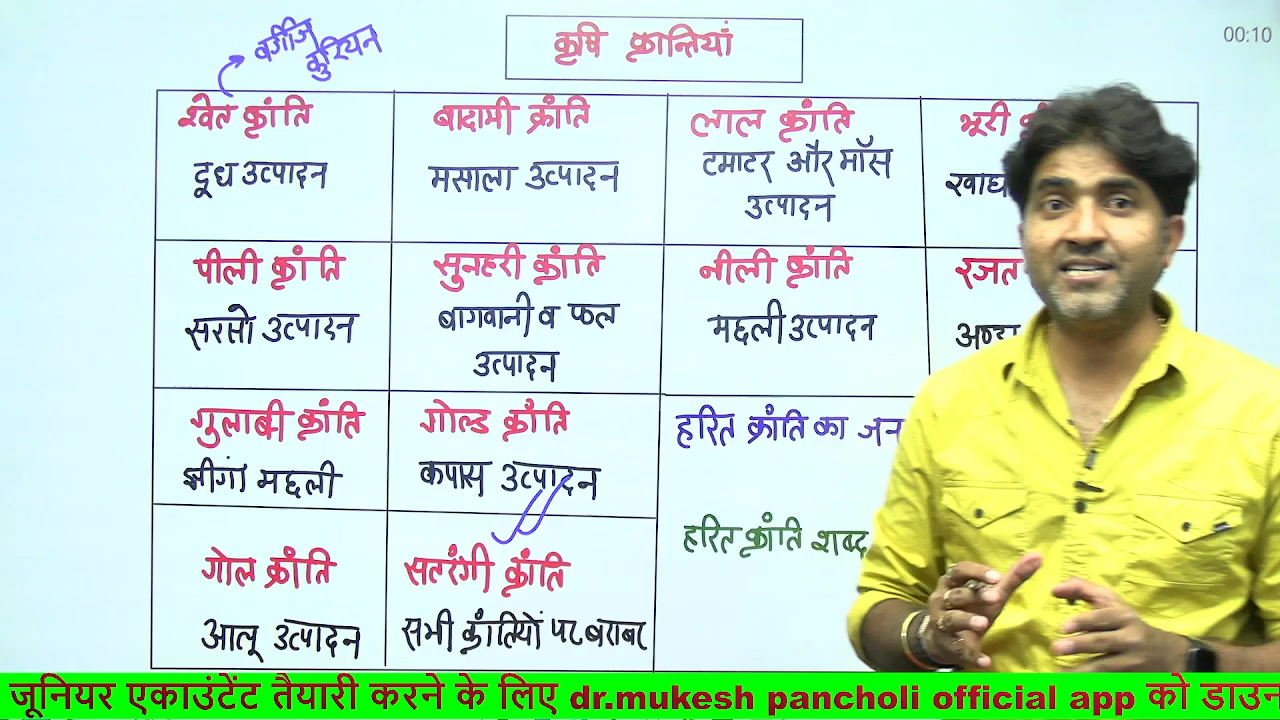 00:10
वर्गीज
कुरियन
कृषि क्रान्तियाँ
श्वेत क्रांति
दूध उत्पादन
बादामी क्रांति
मसाला उत्पादन
लाल क्रांति
टमाटर और मॉस
उत्पादन
भूरी
खाद्य
पीली क्रांति
सरसो उत्पादन
सुनहरी क्रांति
बागवानी व फल
उत्पादन
नीली क्रांति
मछली उत्पादन
रजत
गुलाबी क्रांति
झींगा मछली
गोल्ड क्राँति
कपास उत्पादन
हरित क्राँति का
हरित क्रांति शब्द
गोल क्राँति
आलू उत्पादन
सतरंगी क्राँति
सभी क्राँतियों पर बराबर
जूनियर एकाउंटेंट तैयारी करने के लिए dr.mukesh pancholi official app को